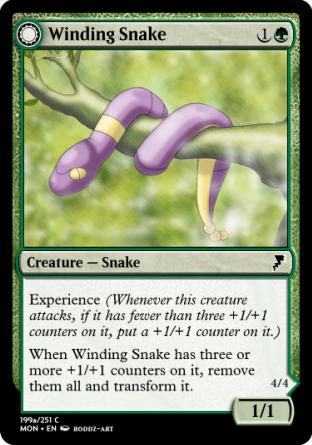 Winding Snake 1
Creature — Snake
Experience (Whenever this creature
attacks, if it has fewer than three +1/+1
counters on it, put a +1/+1 counter on it.)
When Winding Snake has three or
more +1/+1 counters on it, remove
them all and transform it.
4/4
1/1
199a/251 C
MON • EN RODDZ-ART